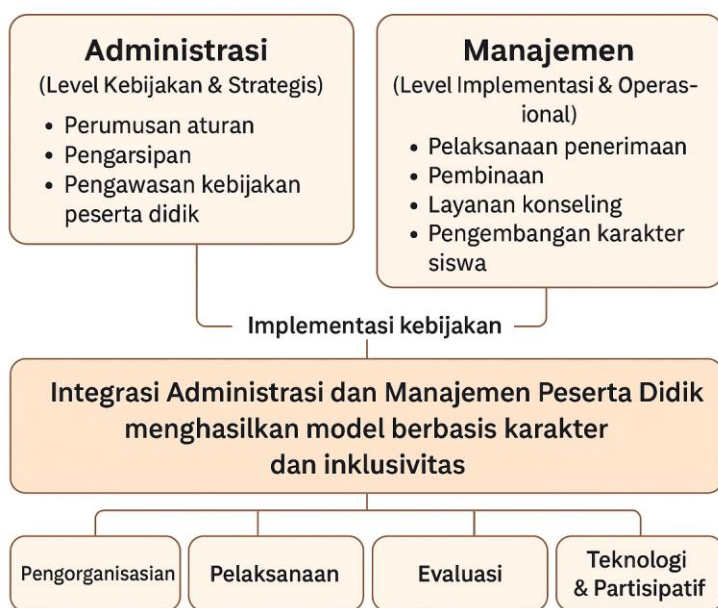 Administrasi
(Level Kebijakan & Strategis)
• Perumusan aturan
• Pengarsipan
• Pengawasan kebijakan
peserta didik
Manajemen
(Level Implementasi & Operas-
ional)
• Pelaksanaan penerimaan
• Pembinaan
• Layanan konseling
• Pengembangan karakter
siswa
Implementasi kebijakan
Integrasi Administrasi dan Manajemen Peserta Didik
menghasilkan model berbasis karakter
dan inklusivitas
Pengorganisasian
Pelaksanaan
Evaluasi
Teknologi
& Partisipatif